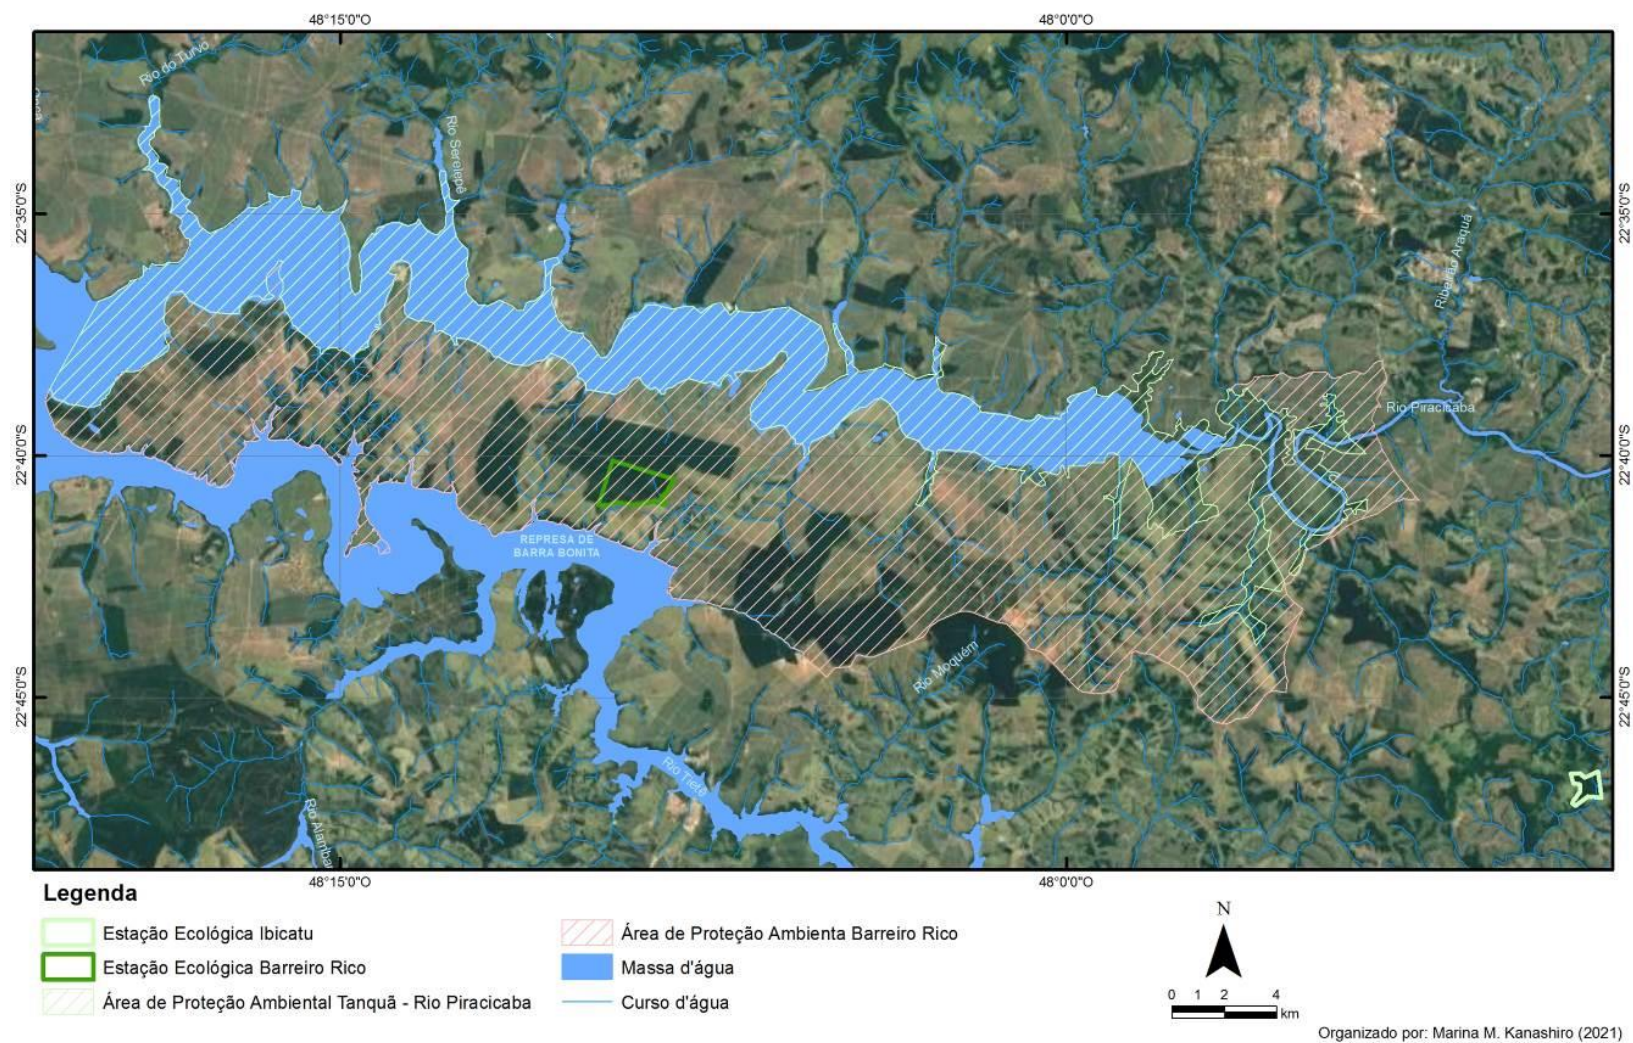 48°15'0"O
48°0'0"O
Rio do Turvo
Rio Serelepê
22°35'0"S
22°35'0"S
Ribeirão Araquá
Rio Piracicaba
22°40'0"S
22°40'0"S
REPRESA DE
BARRA BONITA
Rio Moquém
22°45'0"S
22°45'0"S
Rio Tietê
48°15'0"O
48°0'0"O
Legenda
Estação Ecológica Ibicatu
Estação Ecológica Barreiro Rico
Área de Proteção Ambiental Tanquã - Rio Piracicaba
Área de Proteção Ambienta Barreiro Rico
Massa d'água
Curso d'água
N
0 1 2 4
km
Organizado por: Marina M. Kanashiro (2021)